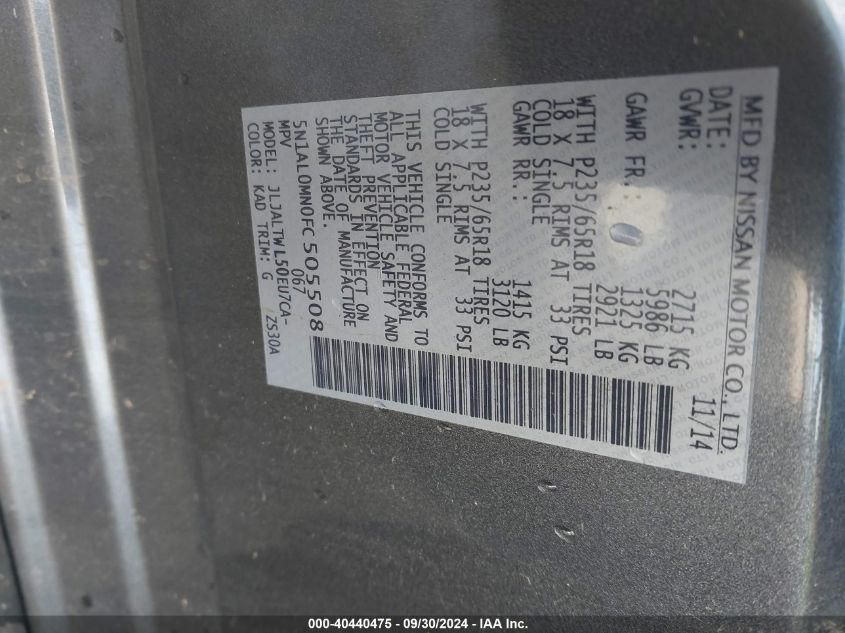 MFD BY NISSAN MOTOR CO., LTD.
DATE: 11/14
GVWR: 2715 KG
5986 LB
GAWR FR.: 1325 KG
2921 LB
WITH P235/65R18 TIRES
18 X 7.5 RIMS AT 33 PSI
COLD SINGLE
GAWR RR.: 1415 KG
3120 LB
WITH P235/65R18 TIRES
18 X 7.5 RIMS AT 33 PSI
COLD SINGLE
THIS VEHICLE CONFORMS TO
ALL APPLICABLE FEDERAL
MOTOR VEHICLE SAFETY AND
THEFT PREVENTION
STANDARDS IN EFFECT ON
THE DATE OF MANUFACTURE
SHOWN ABOVE.
5N1AL0MN0FC505508
MPV 067
MODEL: JLJALTWL50EU7CA-
COLOR: KAD TRIM: G ZS30A
000-40440475 - 09/30/2024 - IAA Inc.